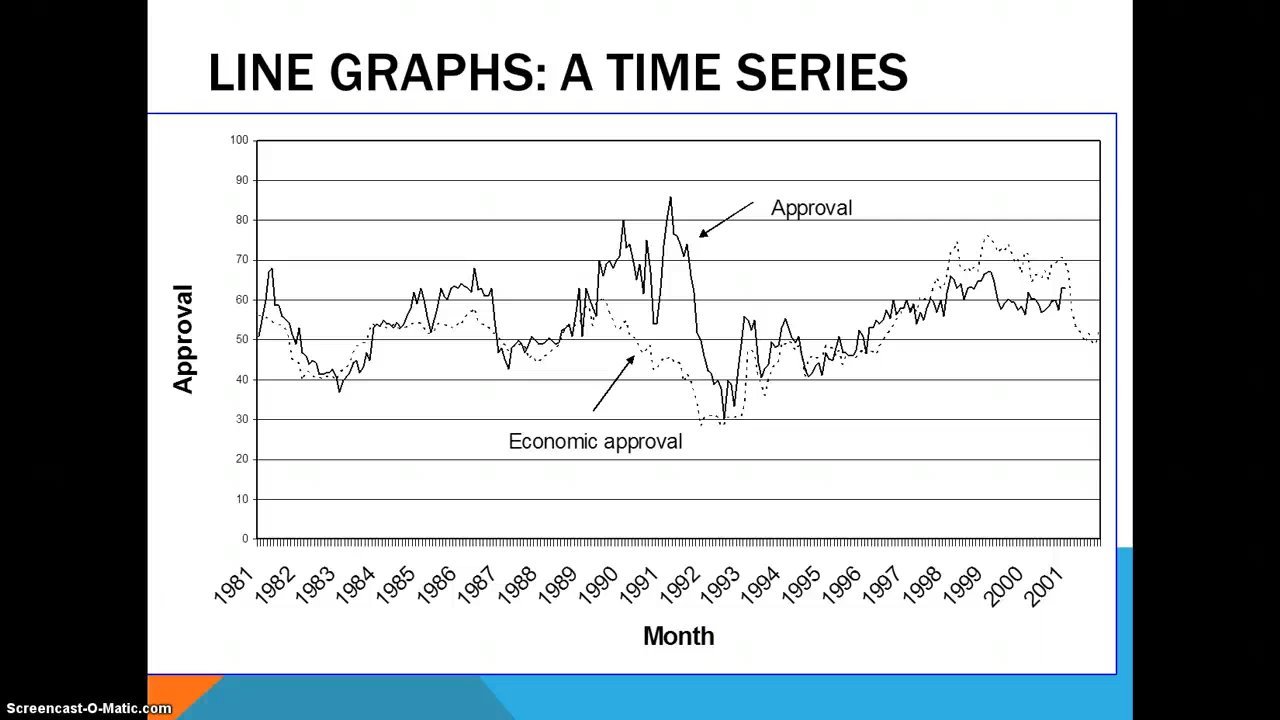 LINE GRAPHS: A TIME SERIES
100
90
80
70
60
50
40
30
20
10
0
Approval
Approval
Economic approval
1981 1982 1983 1984 1985 1986 1987 1988 1989 1990 1991 1992 1993 1994 1995 1996 1997 1998 1999 2000 2001
Month
Screencast-O-Matic.com